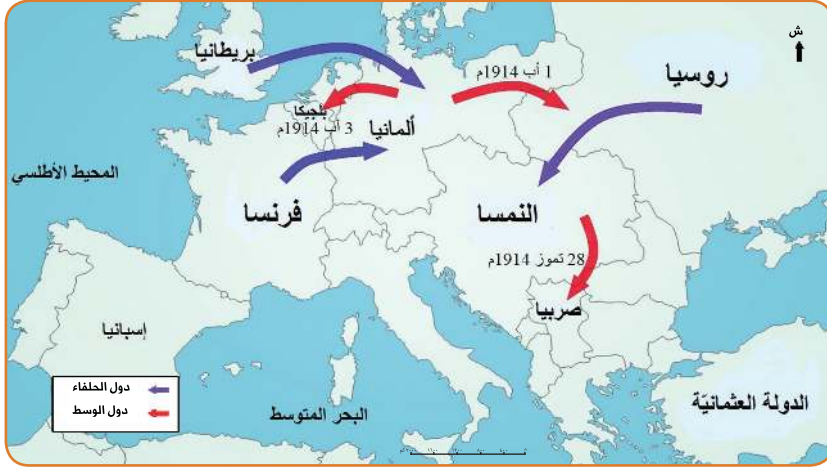 ش
بريطانيا
روسيا
1 آب 1914م
بلجيكا
3 آب 1914م
ألمانيا
المحيط الأطلسي
فرنسا
النمسا
28 تموز 1914م
صربيا
إسبانيا
الدولة العثمانيّة
البحر المتوسط
دول الحلفاء
دول الوسط